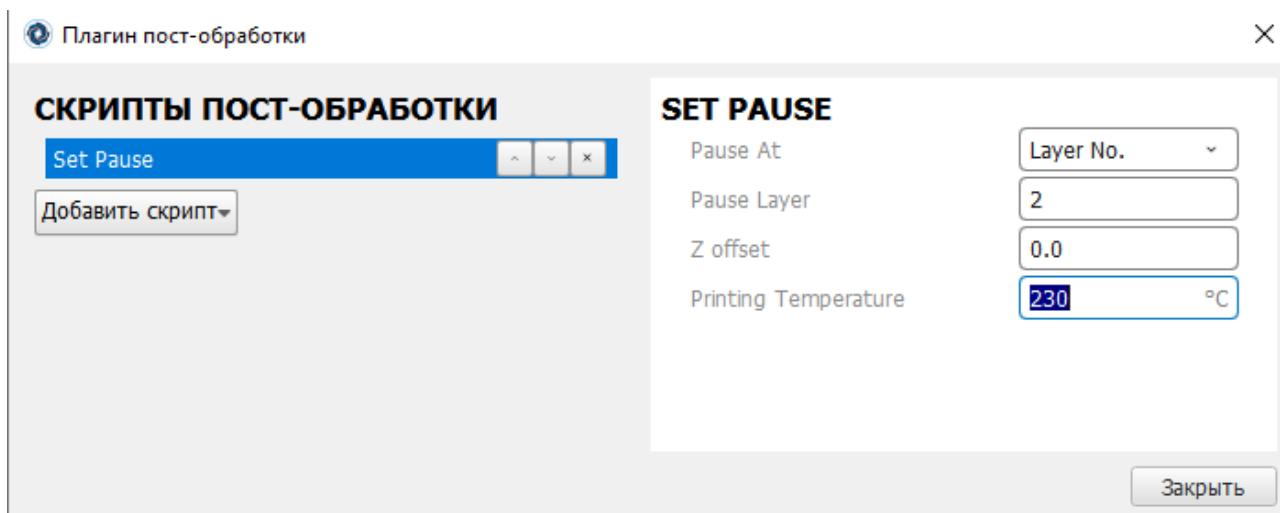 Плагин пост-обработки
СКРИПТЫ ПОСТ-ОБРАБОТКИ
Set Pause
Добавить скрипт
SET PAUSE
Pause At Layer No.
Pause Layer 2
Z offset 0.0
Printing Temperature 230 °C
Закрыть